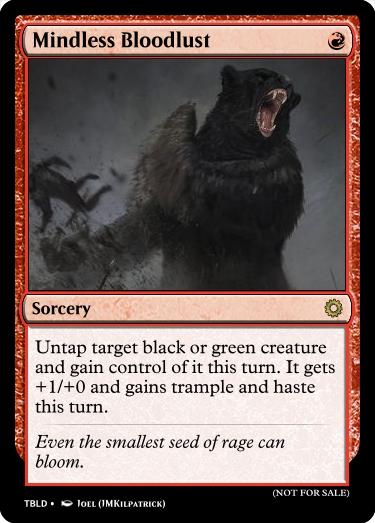 Mindless Bloodlust
Sorcery
Untap target black or green creature
and gain control of it this turn. It gets
+1/+0 and gains trample and haste
this turn.
Even the smallest seed of rage can
bloom.
(NOT FOR SALE)
TBLD • Joel (JMKilpatrick)